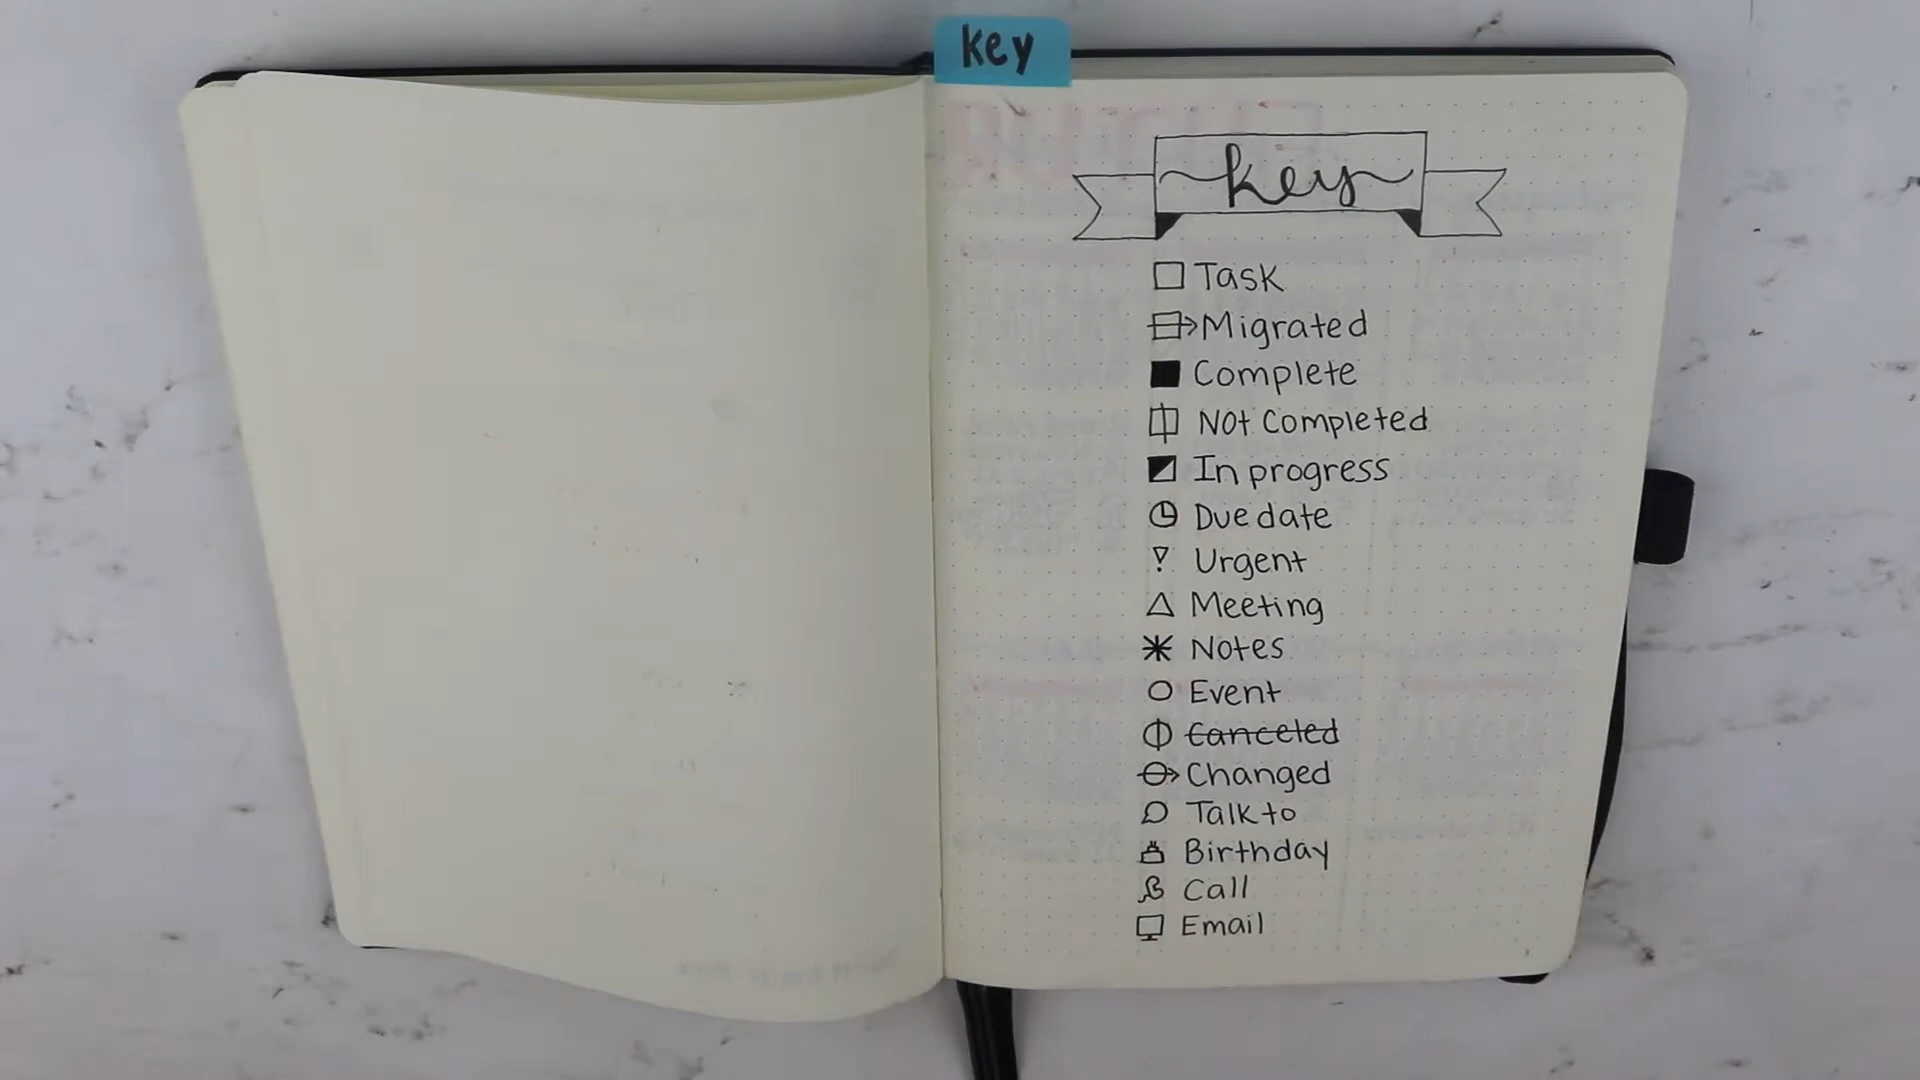 key
key
Task
Migrated
Complete
Not Completed
In progress
Due date
Urgent
Meeting
Notes
Event
Canceled
Changed
Talk to
Birthday
Call
Email